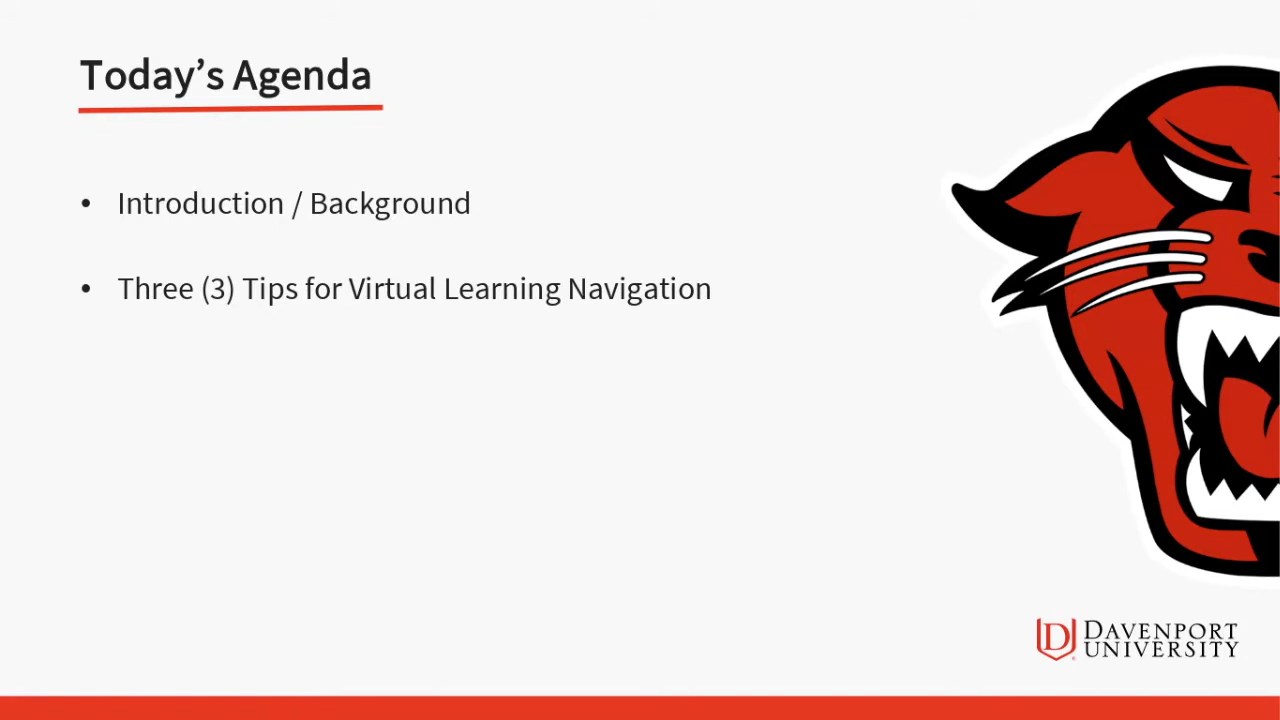 Today’s Agenda
• Introduction / Background
• Three (3) Tips for Virtual Learning Navigation
D DAVENPORT
UNIVERSITY